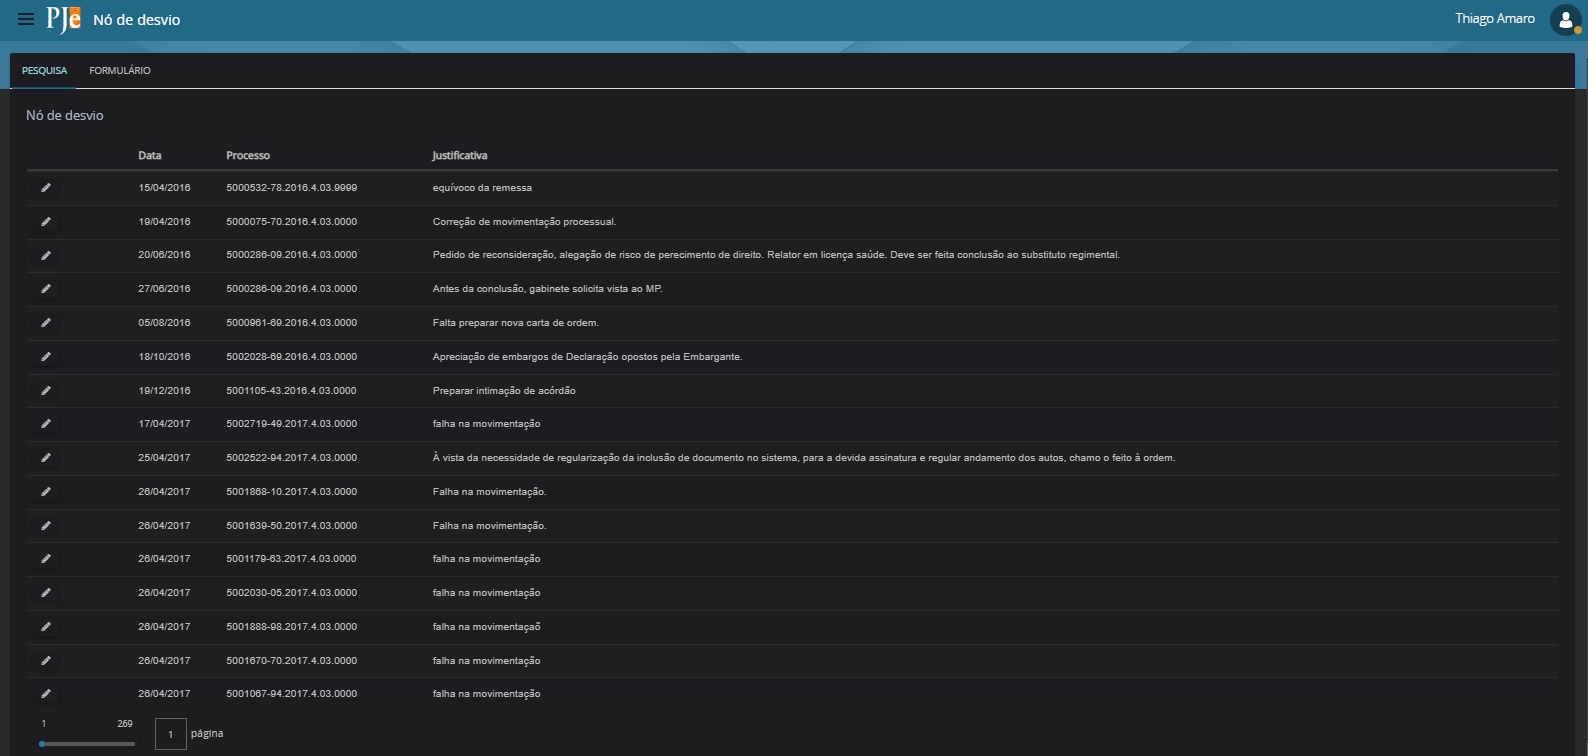 PJe Nó de desvio Thiago Amaro
PESQUISA FORMULÁRIO
Nó de desvio
Data Processo Justificativa
15/04/2016 5000532-78.2016.4.03.9999 equívoco da remessa
19/04/2016 5000075-70.2016.4.03.0000 Correção de movimentação processual.
20/06/2016 5000286-09.2016.4.03.0000 Pedido de reconsideração, alegação de risco de perecimento de direito. Relator em licença saúde. Deve ser feita conclusão ao substituto regimental.
27/06/2016 5000286-09.2016.4.03.0000 Antes da conclusão, gabinete solicita vista ao MP.
05/08/2016 5000961-69.2016.4.03.0000 Falta preparar nova carta de ordem.
18/10/2016 5002028-69.2016.4.03.0000 Apreciação de embargos de Declaração opostos pela Embargante.
19/12/2016 5001105-43.2016.4.03.0000 Preparar intimação de acórdão
17/04/2017 5002719-49.2017.4.03.0000 falha na movimentação
25/04/2017 5002522-94.2017.4.03.0000 À vista da necessidade de regularização da inclusão de documento no sistema, para a devida assinatura e regular andamento dos autos, chamo o feito à ordem.
26/04/2017 5001868-10.2017.4.03.0000 Falha na movimentação.
26/04/2017 5001639-50.2017.4.03.0000 Falha na movimentação.
26/04/2017 5001179-63.2017.4.03.0000 falha na movimentação
26/04/2017 5002030-05.2017.4.03.0000 falha na movimentação
26/04/2017 5001888-98.2017.4.03.0000 falha na movimentaçaõ
26/04/2017 5001670-70.2017.4.03.0000 falha na movimentação
26/04/2017 5001067-94.2017.4.03.0000 falha na movimentação
1 269
1 página